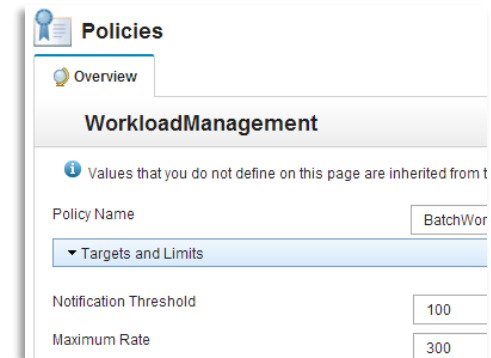 Policies
Overview
WorkloadManagement
Values that you do not define on this page are inherited from
Policy Name
Targets and Limits
Notification Threshold
100
Maximum Rate
300